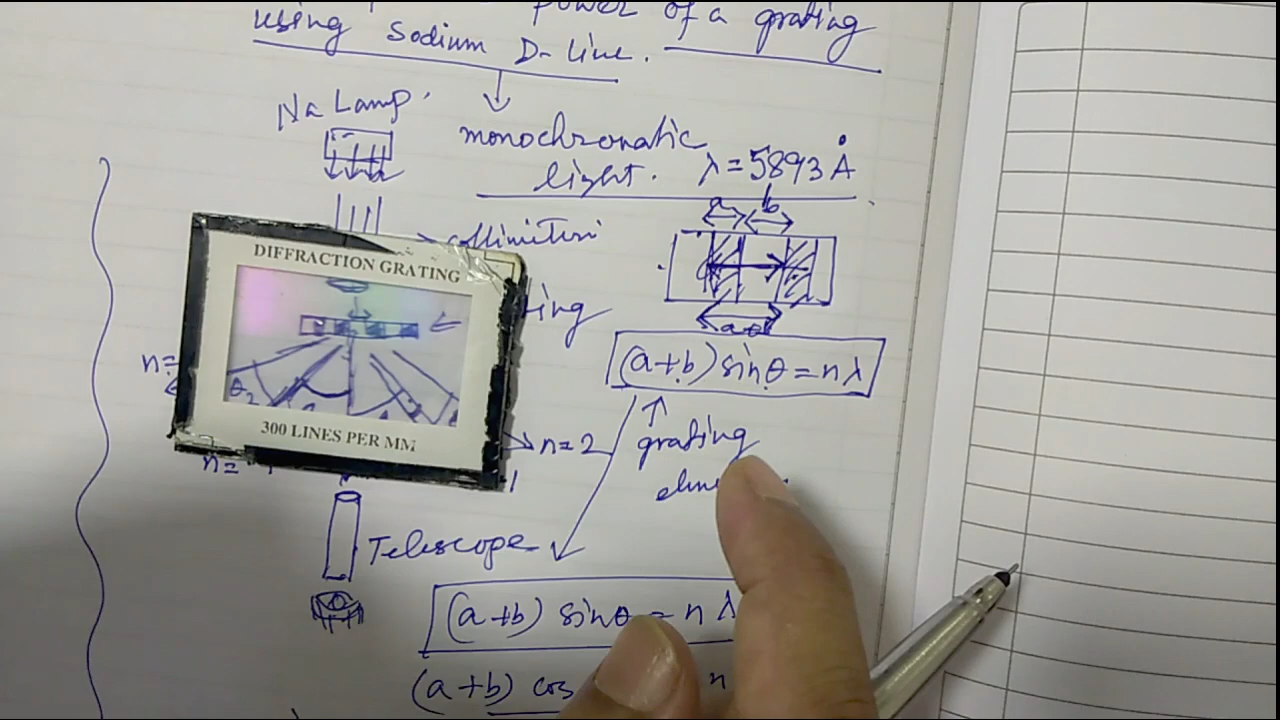 power of a grating
using Sodium D-line.
Na Lamp.
monochromatic
light. λ = 5893 Å
a b
DIFFRACTION GRATING
300 LINES PER MM
θ₂
(a+b) sinθ = nλ
grating
n=
n=2
n=
Telescope
(a+b) sinθ = nλ
(a+b) cos
n